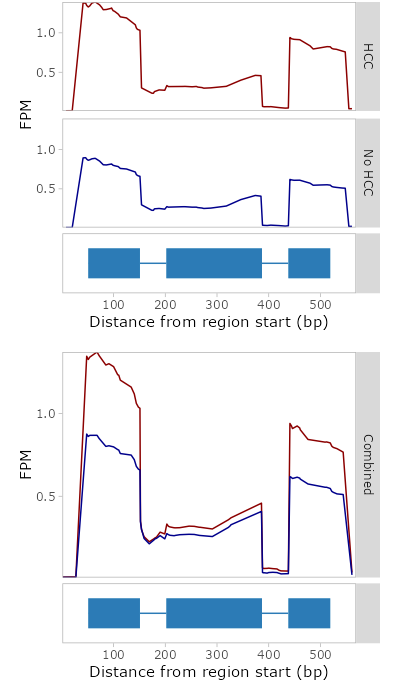 1.0
0.5
HCC
FPM
1.0
0.5
No HCC
100 200 300 400 500
Distance from region start (bp)
1.0
0.5
FPM
Combined
100 200 300 400 500
Distance from region start (bp)